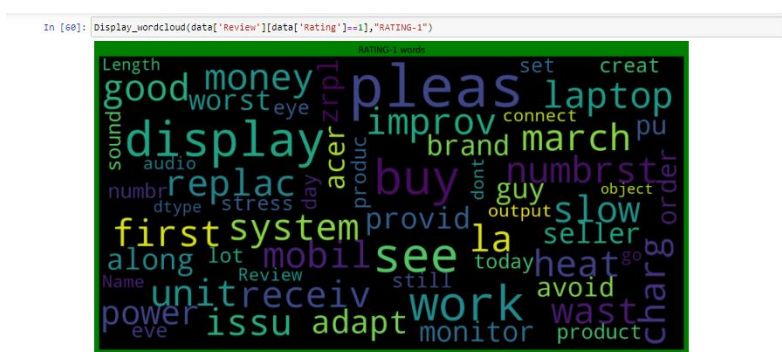 In [60]: Display_wordcloud(data['Review'][data['Rating']==1],"RATING-1")
RATING-1 words
Length set creat
good money pleas laptop
worst eye zrpl connect
sound display improv brand march pu
audio acer produc buy dont numbrst
numbr replac day guy object order
dtype stress provid output slow
first system la seller
along lot mobil see today heat go charg
Name Review still avoid
unit receiv work wast
power issu adapt monitor product
eve